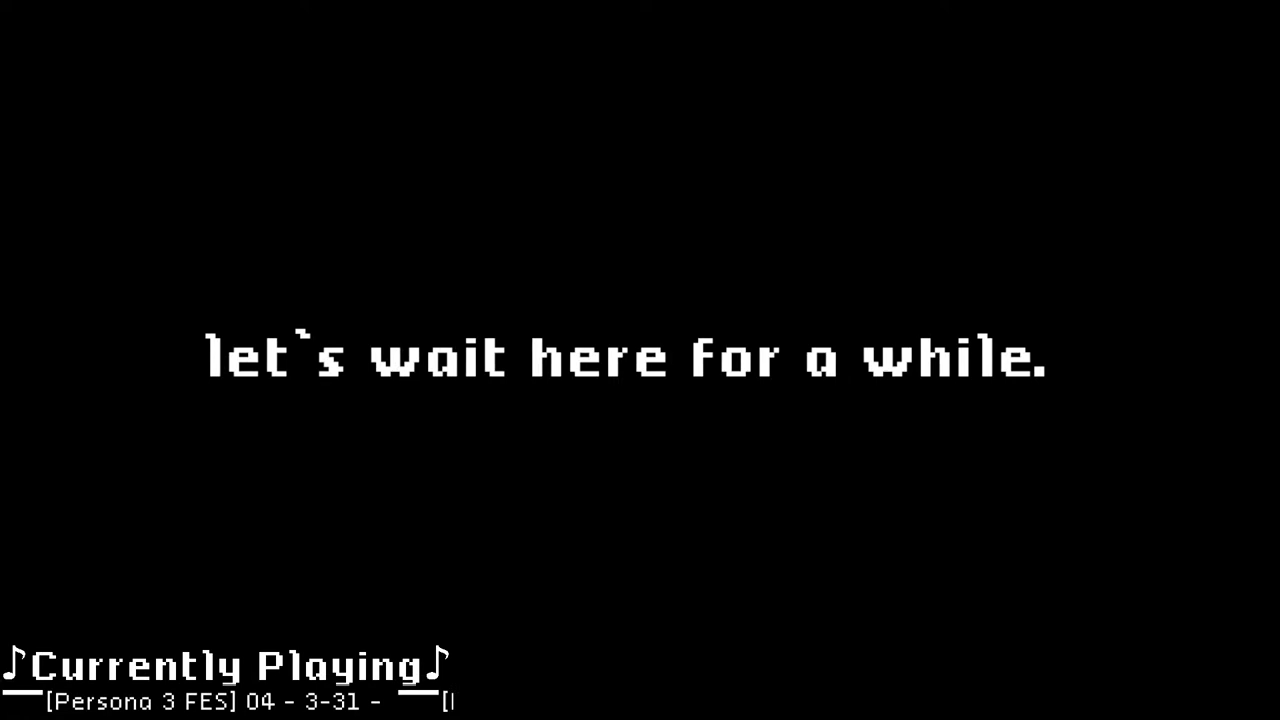 let`s wait here for a while.
♪Currently Playing♪
[Persona 3 FES] 04 - 3-31 - [